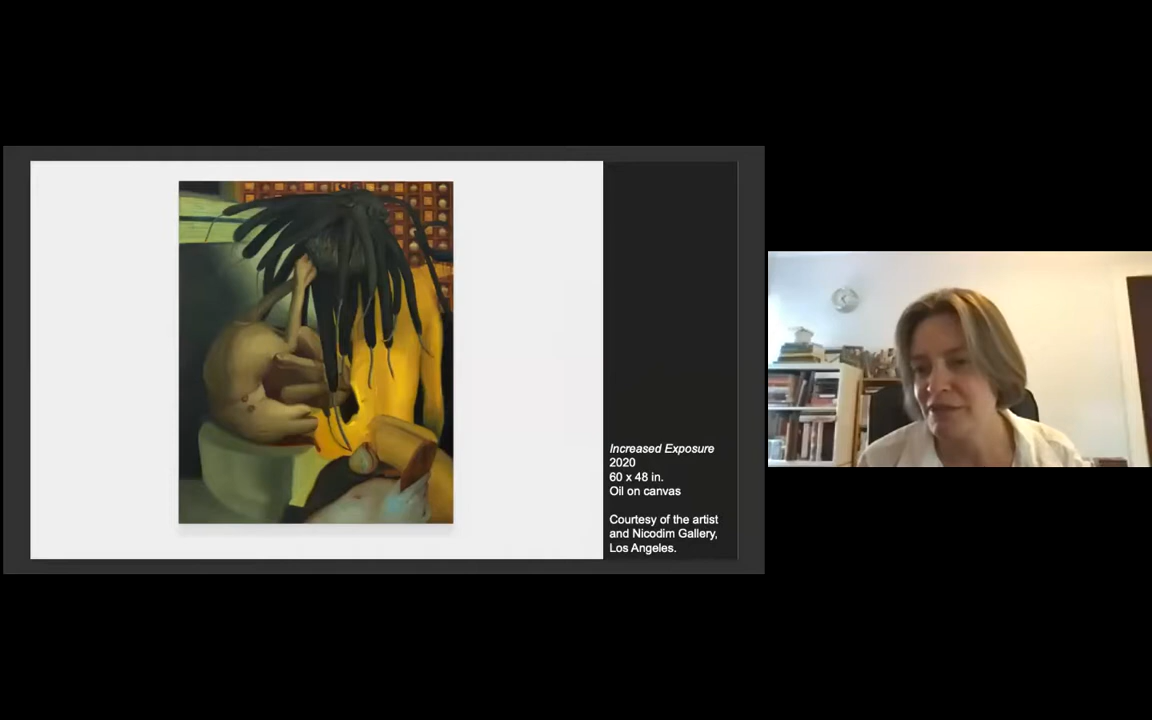 Increased Exposure
2020
60 x 48 in.
Oil on canvas
Courtesy of the artist
and Nicodim Gallery,
Los Angeles.